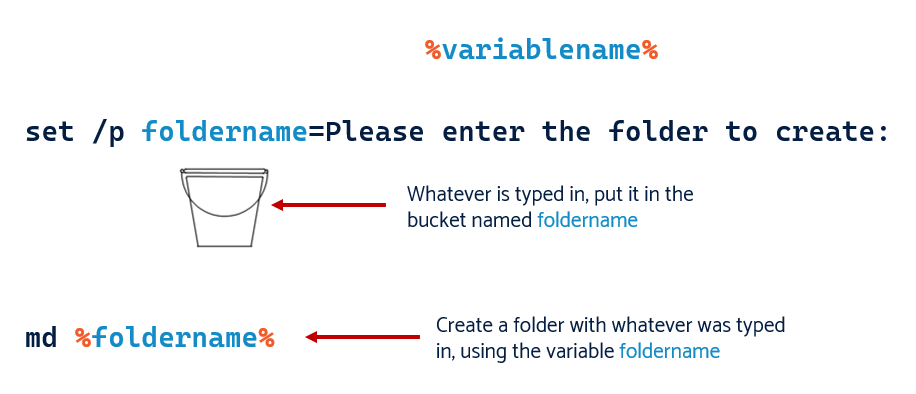 %variablename%
set /p foldername=Please enter the folder to create:
Whatever is typed in, put it in the
bucket named foldername
md %foldername%
Create a folder with whatever was typed
in, using the variable foldername